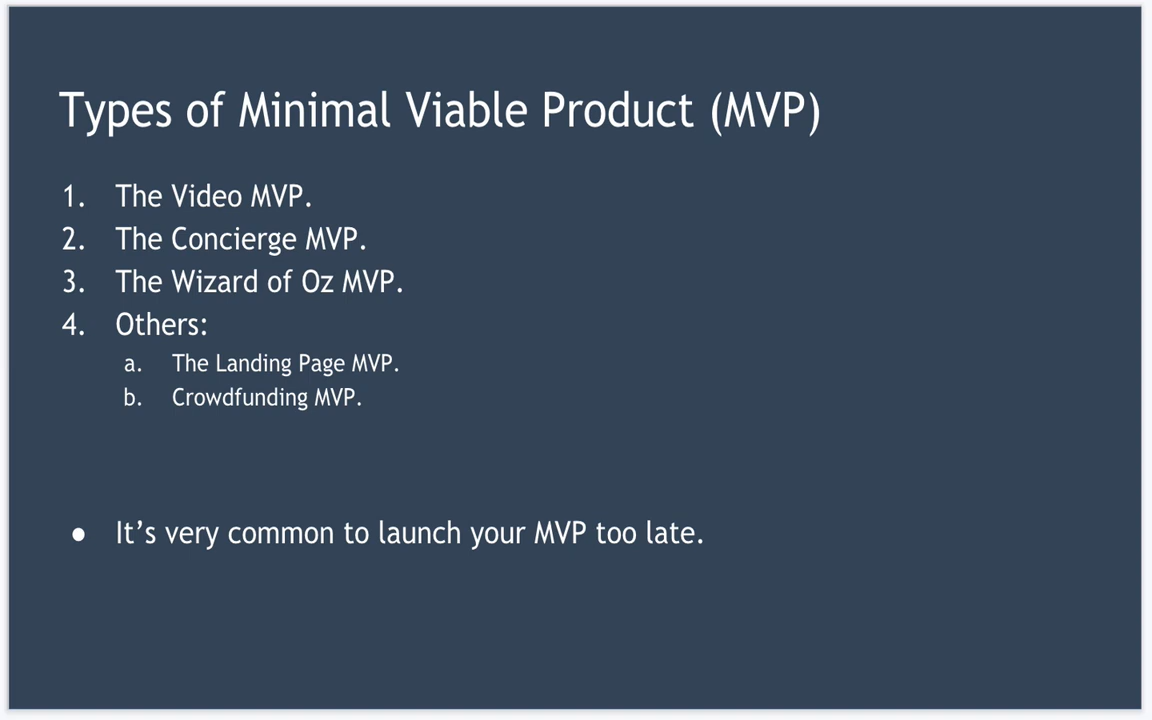 Types of Minimal Viable Product (MVP)
1. The Video MVP.
2. The Concierge MVP.
3. The Wizard of Oz MVP.
4. Others:
a. The Landing Page MVP.
b. Crowdfunding MVP.
● It’s very common to launch your MVP too late.